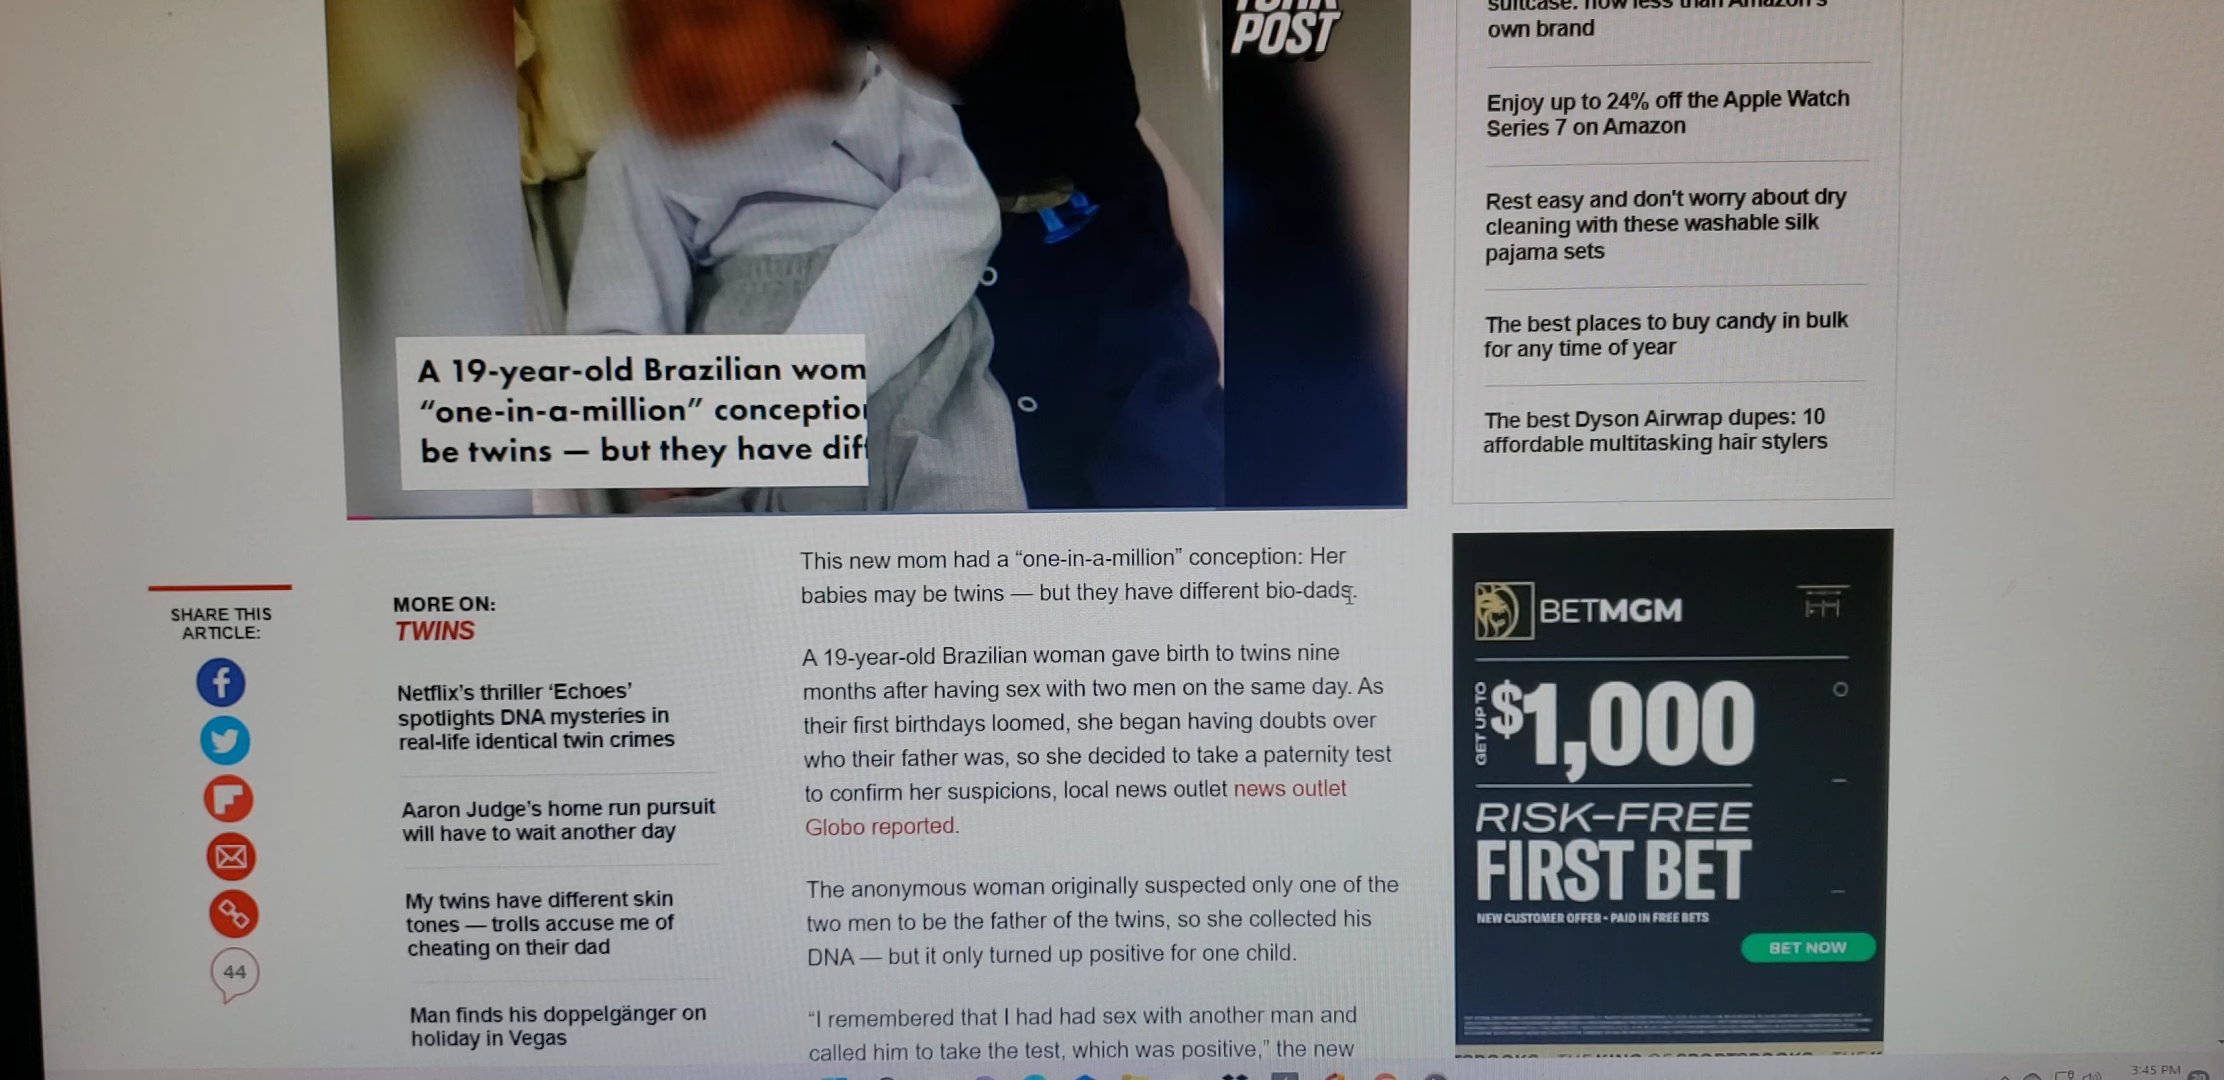 POST
A 19-year-old Brazilian wom
“one-in-a-million” conceptio
be twins — but they have dif
SHARE THIS
ARTICLE:
44
MORE ON:
TWINS
Netflix's thriller ‘Echoes’
spotlights DNA mysteries in
real-life identical twin crimes
Aaron Judge's home run pursuit
will have to wait another day
My twins have different skin
tones — trolls accuse me of
cheating on their dad
Man finds his doppelgänger on
holiday in Vegas
This new mom had a “one-in-a-million” conception: Her
babies may be twins — but they have different bio-dads.
A 19-year-old Brazilian woman gave birth to twins nine
months after having sex with two men on the same day. As
their first birthdays loomed, she began having doubts over
who their father was, so she decided to take a paternity test
to confirm her suspicions, local news outlet news outlet
Globo reported.
The anonymous woman originally suspected only one of the
two men to be the father of the twins, so she collected his
DNA — but it only turned up positive for one child.
“I remembered that I had had sex with another man and
called him to take the test, which was positive,” the new
suitcase: now less than Amazon's
own brand
Enjoy up to 24% off the Apple Watch
Series 7 on Amazon
Rest easy and don't worry about dry
cleaning with these washable silk
pajama sets
The best places to buy candy in bulk
for any time of year
The best Dyson Airwrap dupes: 10
affordable multitasking hair stylers
BETMGM
GET UP TO
$1,000
RISK-FREE
FIRST BET
NEW CUSTOMER OFFER • PAID IN FREE BETS
BET NOW
3:45 PM